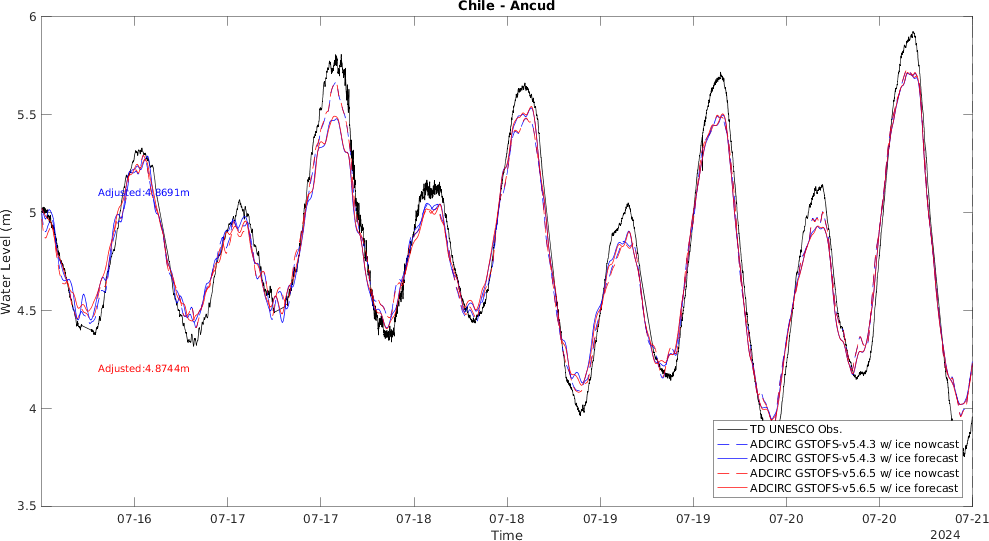 Chile - Ancud
6
5.5
5
4.5
4
3.5
Water Level (m)
Adjusted:4.8691m
Adjusted:4.8744m
TD UNESCO Obs.
ADCIRC GSTOFS-v5.4.3 w/ ice nowcast
ADCIRC GSTOFS-v5.4.3 w/ ice forecast
ADCIRC GSTOFS-v5.6.5 w/ ice nowcast
ADCIRC GSTOFS-v5.6.5 w/ ice forecast
07-16 07-17 07-17 07-18 07-18 07-19 07-19 07-20 07-20 07-21
Time
2024